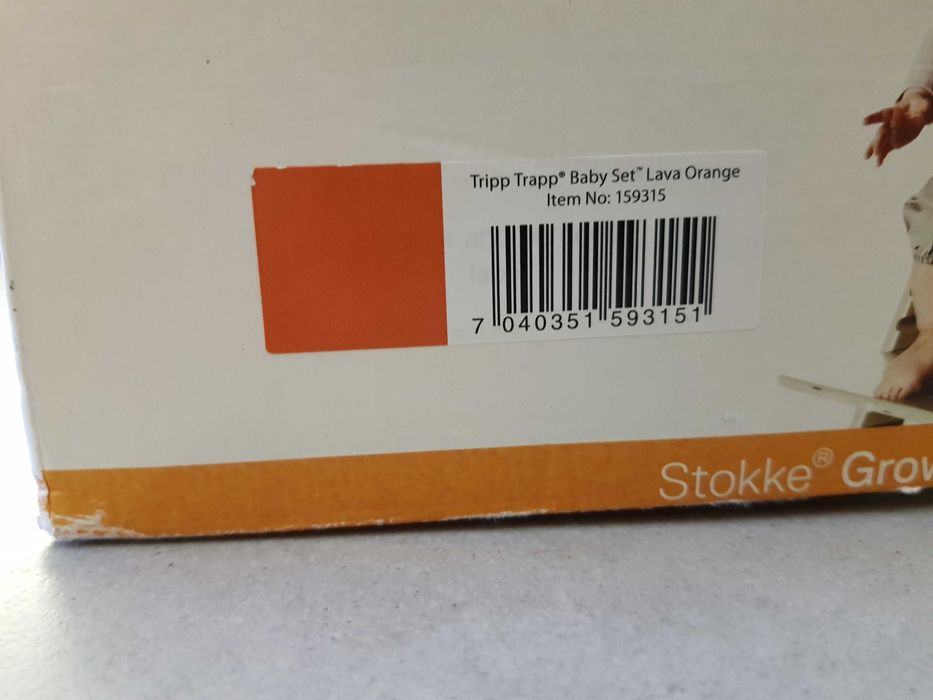 Tripp Trapp® Baby Set™ Lava Orange
Item No: 159315
7 040351 593151
Stokke® Grow